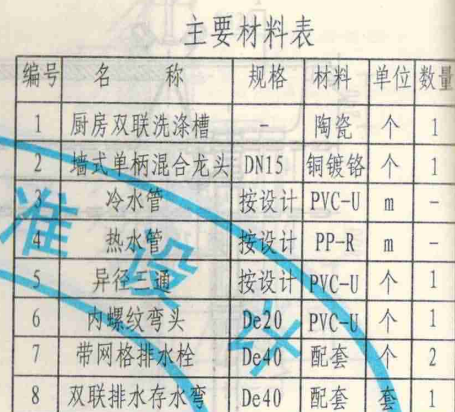 主要材料表
编号 名 称 规格 材料 单位 数量
1 厨房双联洗涤槽 - 陶瓷 个 1
2 墙式单柄混合龙头 DN15 铜镀铬 个 1
3 冷水管 按设计 PVC-U m -
4 热水管 按设计 PP-R m -
5 异径三通 按设计 PVC-U 个 1
6 内螺纹弯头 De20 PVC-U 个 1
7 带网格排水栓 De40 配套 个 2
8 双联排水存水弯 De40 配套 套 1
准设计